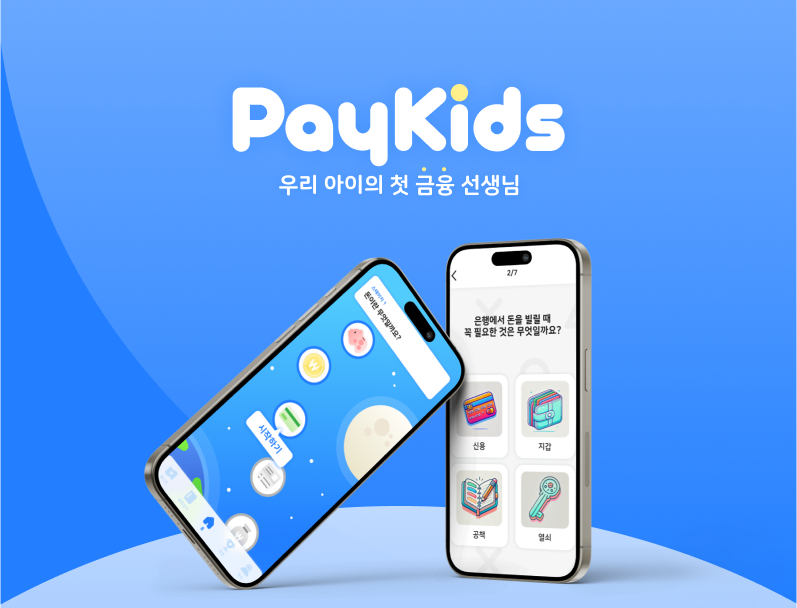 PayKids
우리 아이의 첫 금융 선생님
스테이지 1
돈이란 무엇일까요?
시작하기
2/7
은행에서 돈을 빌릴 때
꼭 필요한 것은 무엇일까요?
신용
지갑
공책
열쇠